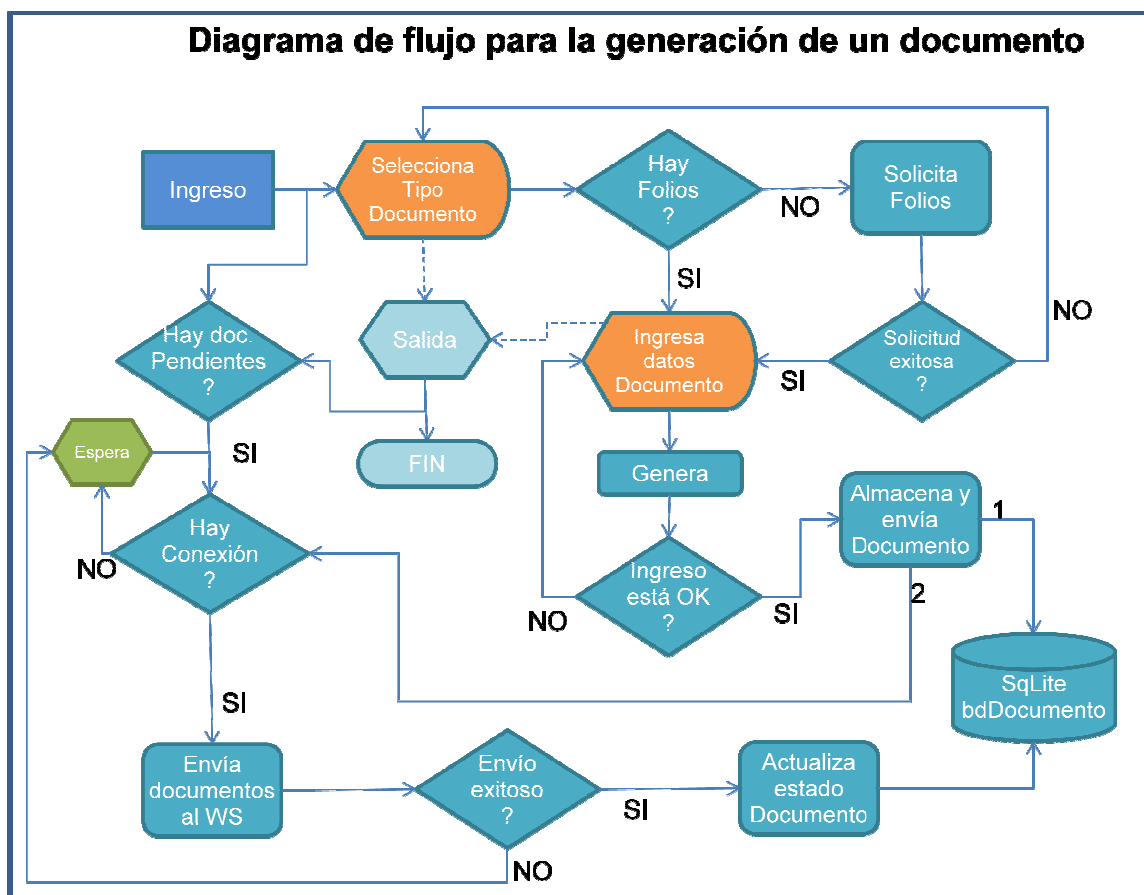 Diagrama de flujo para la generación de un documento
Ingreso
Selecciona
Tipo
Documento
Hay
Folios
?
NO
Solicita
Folios
SI
NO
Hay doc.
Pendientes
?
Salida
Ingresa
datos
Documento
SI
Solicitud
exitosa
?
Espera
SI
FIN
Genera
Almacena y
envía
Documento
1
Hay
Conexión
?
NO
Ingreso
está OK
?
NO
SI
2
SqLite
bdDocumento
SI
Envía
documentos
al WS
Envío
exitoso
?
SI
Actualiza
estado
Documento
NO